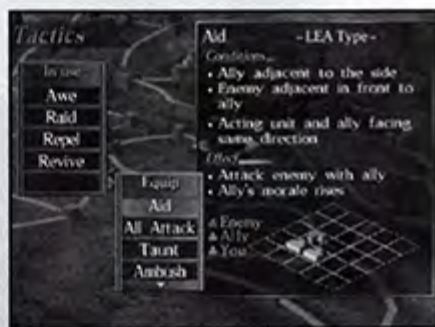 Tactics
In use
Awe
Raid
Repel
Revive
Equip
Aid
All Attack
Taunt
Ambush
Aid - LEA Type -
Conditions
• Ally adjacent to the side
• Enemy adjacent in front to
ally
• Acting unit and ally facing
same direction
Effect
• Attack enemy with ally
• Ally's morale rises
Enemy
Ally
You